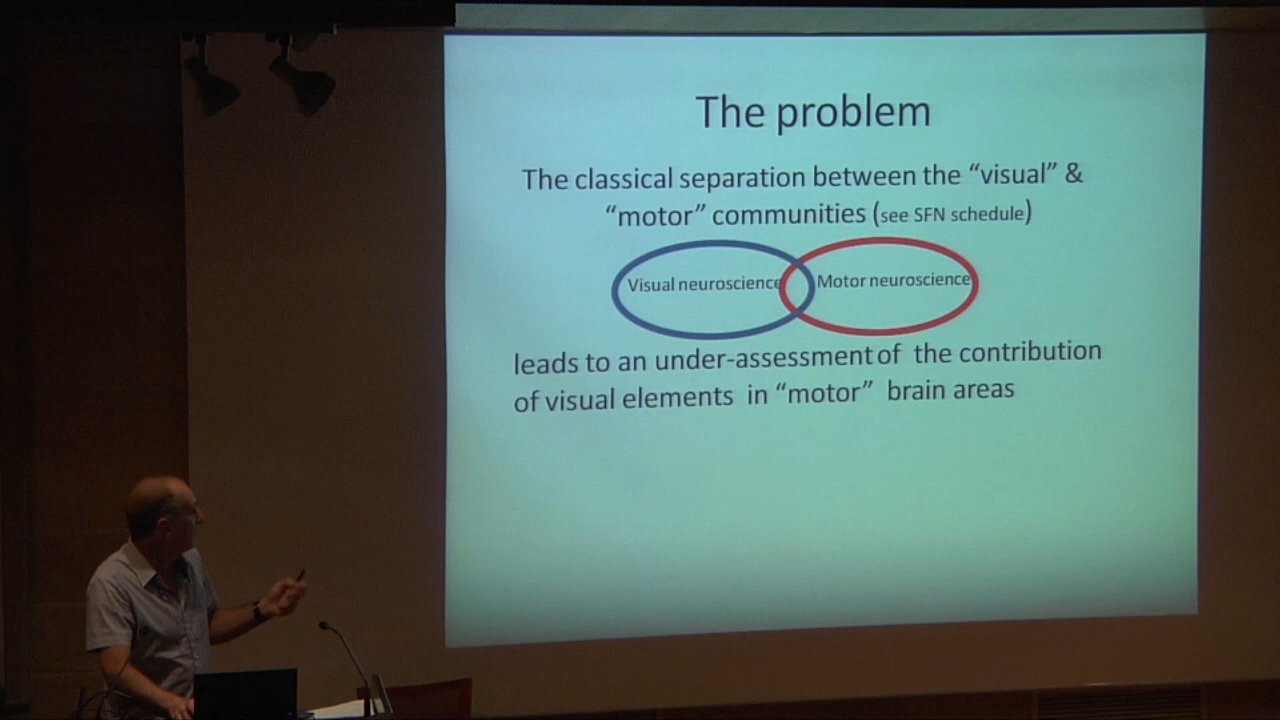 The problem
The classical separation between the “visual” &
“motor” communities (see SFN schedule)
Visual neuroscience
Motor neuroscience
leads to an under-assessment of the contribution
of visual elements in “motor” brain areas